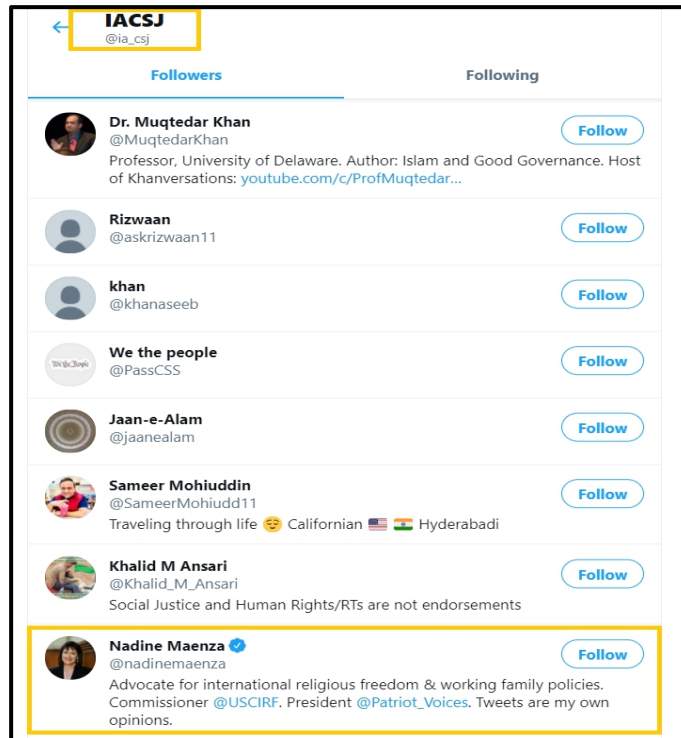 IACSJ
@ia_csj
Followers Following
Dr. Muqtedar Khan
@MuqtedarKhan
Follow
Professor, University of Delaware. Author: Islam and Good Governance. Host
of Khanversations: youtube.com/c/ProfMuqtedar...
Rizwaan
@askrizwaan11
Follow
khan
@khanaseeb
Follow
We the People
We the people
@PassCSS
Follow
Jaan-e-Alam
@jaanealam
Follow
Sameer Mohiuddin
@SameerMohiudd11
Follow
Traveling through life 😌 Californian 🇺🇸 🇮🇳 Hyderabadi
Khalid M Ansari
@Khalid_M_Ansari
Follow
Social Justice and Human Rights/RTs are not endorsements
Nadine Maenza
@nadinemaenza
Follow
Advocate for international religious freedom & working family policies.
Commissioner @USCIRF. President @Patriot_Voices. Tweets are my own
opinions.